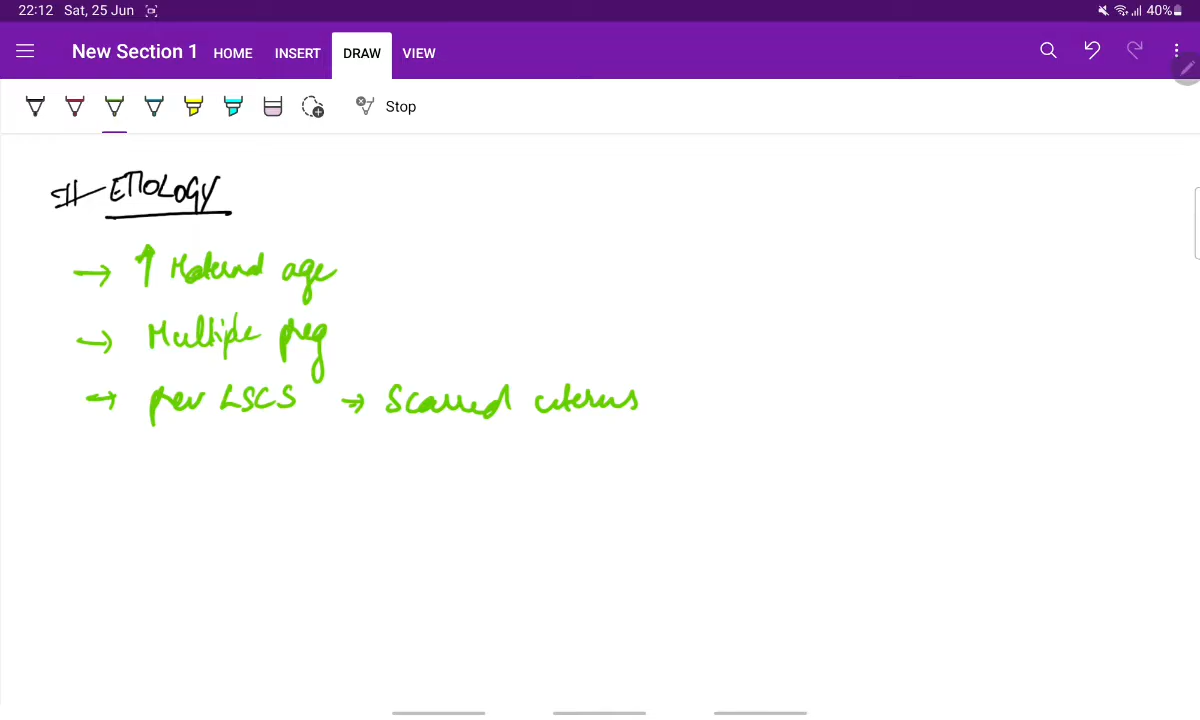 22:12 Sat, 25 Jun 40%
New Section 1 HOME INSERT DRAW VIEW
Stop
ETIOLOGY
→ ↑ Maternal age
→ Multiple preg
→ prev LSCS → Scarred uterus